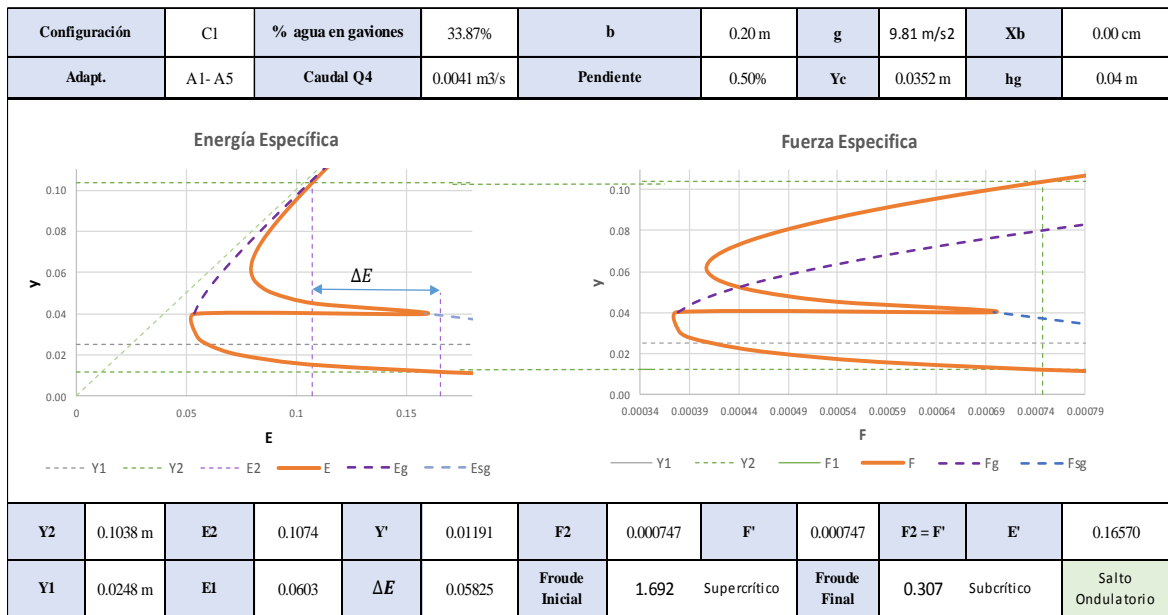 Configuración C1 % agua en gaviones 33.87% b 0.20 m g 9.81 m/s2 Xb 0.00 cm
Adapt. A1- A5 Caudal Q4 0.0041 m3/s Pendiente 0.50% Yc 0.0352 m hg 0.04 m
Energía Específica
0.10
0.08
0.06
0.04
0.02
0.00
y
ΔE
0 0.05 0.1 0.15
E
Y1 Y2 E2 E Eg Esg
Fuerza Especifica
0.10
0.08
0.06
0.04
0.02
0.00
y
0.00034 0.00039 0.00044 0.00049 0.00054 0.00059 0.00064 0.00069 0.00074 0.00079
F
Y1 Y2 F1 F Fg Fsg
Y2 0.1038 m E2 0.1074 Y' 0.01191 F2 0.000747 F' 0.000747 F2 = F' E' 0.16570
Y1 0.0248 m E1 0.0603 ΔE 0.05825 Froude Inicial 1.692 Supercrítico Froude Final 0.307 Subcrítico Salto Ondulatorio